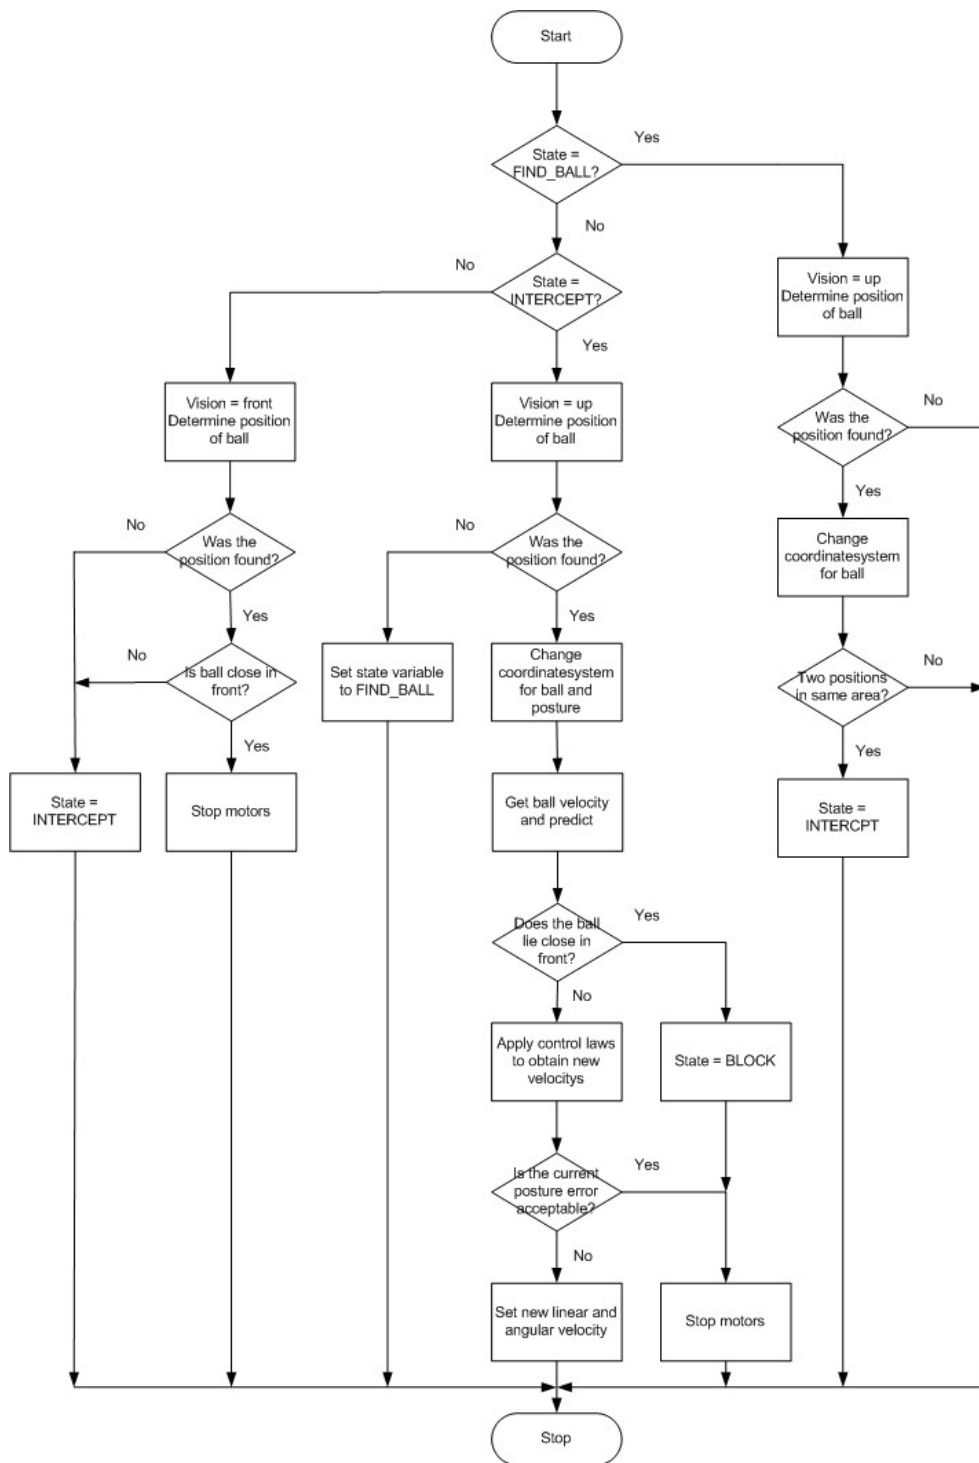 Start
Yes
State =
FIND_BALL?
No
No
State =
INTERCEPT?
Vision = up
Determine position
of ball
Yes
Vision = front
Determine position
of ball
Vision = up
Determine position
of ball
No
Was the
position found?
Yes
No
Was the
position found?
No
Was the
position found?
Change
coordinatesystem
for ball
Yes
Yes
No
Is ball close in
front?
Set state variable
to FIND_BALL
Change
coordinatesystem
for ball and
posture
No
Two positions
in same area?
Yes
Yes
State =
INTERCEPT
Stop motors
Get ball velocity
and predict
State =
INTERCPT
Does the ball
lie close in
front?
Yes
No
Apply control laws
to obtain new
velocitys
State = BLOCK
Is the current
posture error
acceptable?
Yes
No
Set new linear and
angular velocity
Stop motors
Stop